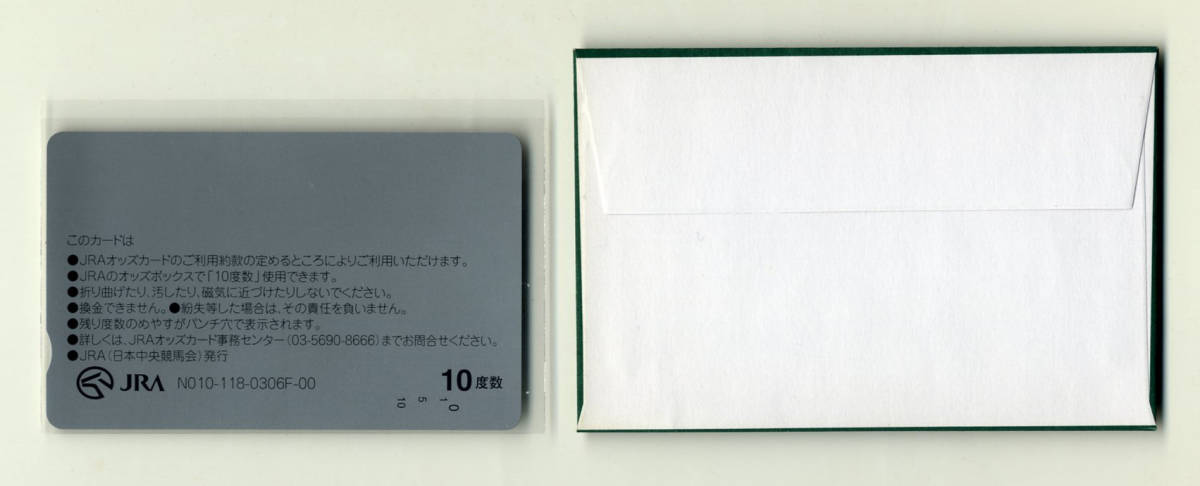 このカードは
●JRAオッズカードのご利用約款の定めるところによりご利用いただけます。
●JRAのオッズボックスで「10度数」使用できます。
●折り曲げたり、汚したり、磁気に近づけたりしないでください。
●換金できません。●紛失等した場合は、その責任を負いません。
●残り度数のめやすがパンチ穴で表示されます。
●詳しくは、JRAオッズカード事務センター(03-5690-8666)までお問合せください。
●JRA(日本中央競馬会)発行
JRA N010-118-0306F-00 10度数
10 5 1 0